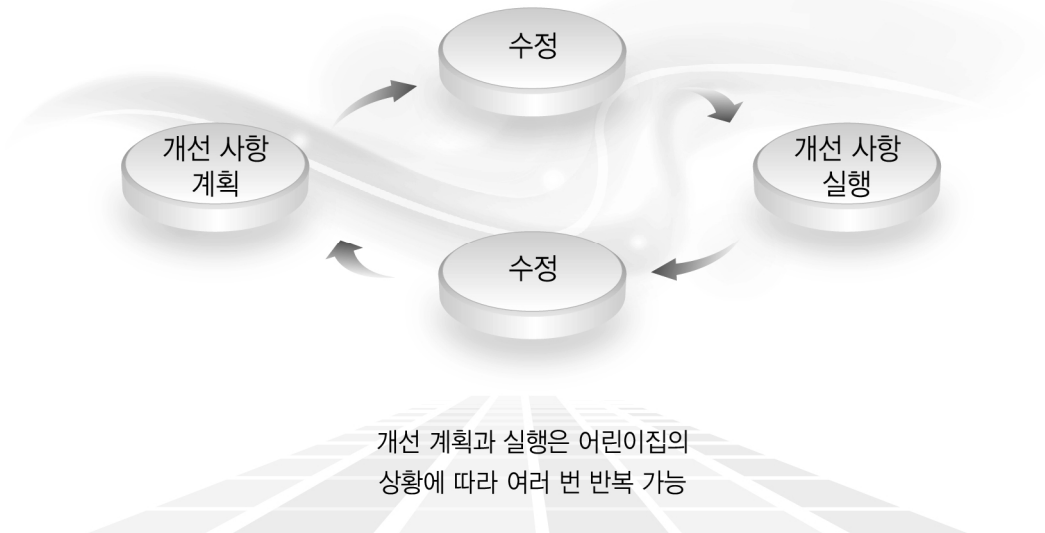 수정
개선 사항
계획
개선 사항
실행
수정
개선 계획과 실행은 어린이집의
상황에 따라 여러 번 반복 가능